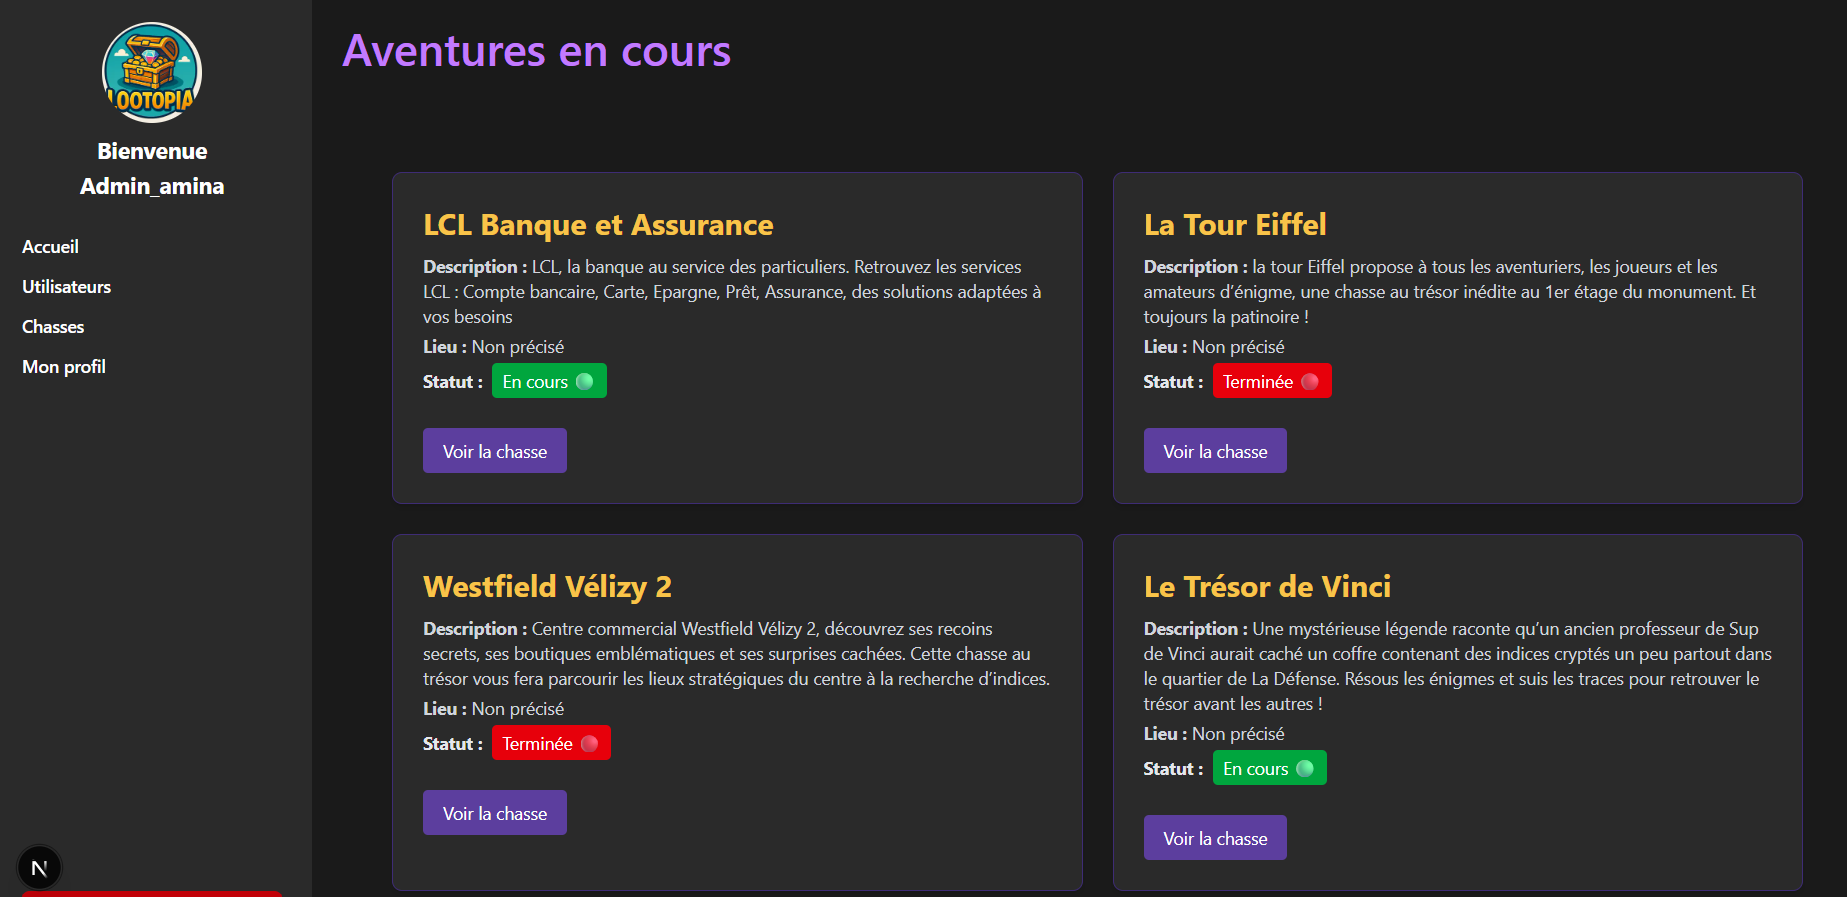 OOTOPIA
Bienvenue
Admin_amina
Accueil
Utilisateurs
Chasses
Mon profil
N
Aventures en cours
LCL Banque et Assurance
Description : LCL, la banque au service des particuliers. Retrouvez les services
LCL : Compte bancaire, Carte, Epargne, Prêt, Assurance, des solutions adaptées à
vos besoins
Lieu : Non précisé
Statut : En cours
Voir la chasse
La Tour Eiffel
Description : la tour Eiffel propose à tous les aventuriers, les joueurs et les
amateurs d’énigme, une chasse au trésor inédite au 1er étage du monument. Et
toujours la patinoire !
Lieu : Non précisé
Statut : Terminée
Voir la chasse
Westfield Vélizy 2
Description : Centre commercial Westfield Vélizy 2, découvrez ses recoins
secrets, ses boutiques emblématiques et ses surprises cachées. Cette chasse au
trésor vous fera parcourir les lieux stratégiques du centre à la recherche d’indices.
Lieu : Non précisé
Statut : Terminée
Voir la chasse
Le Trésor de Vinci
Description : Une mystérieuse légende raconte qu’un ancien professeur de Sup
de Vinci aurait caché un coffre contenant des indices cryptés un peu partout dans
le quartier de La Défense. Résous les énigmes et suis les traces pour retrouver le
trésor avant les autres !
Lieu : Non précisé
Statut : En cours
Voir la chasse